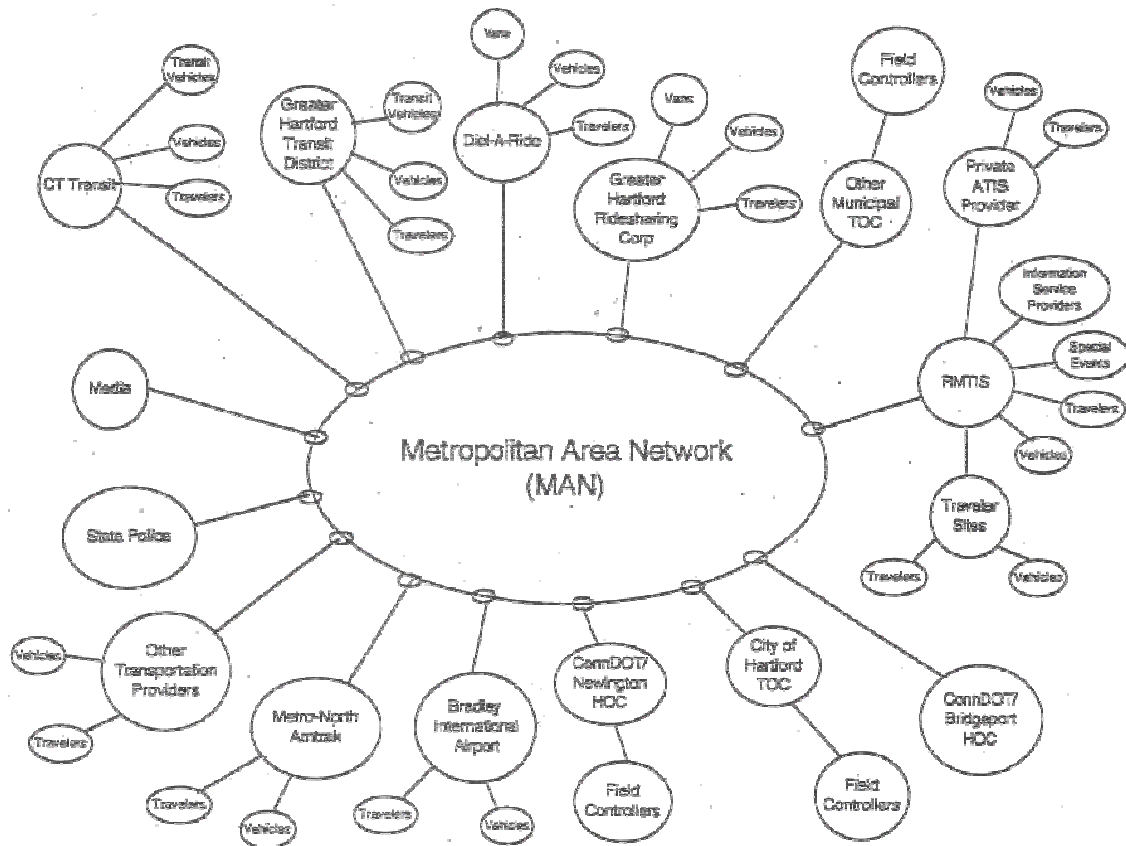 Vans
Transit
Vehicles
Vehicles
Travelers
CT Transit
Greater
Hartford
Transit
District
Transit
Vehicles
Vehicles
Travelers
Vehicles
Travelers
Dial-A-Ride
Vans
Vehicles
Travelers
Greater
Hartford
Ridesharing
Corp
Field
Controllers
Other
Municipal
TOC
Vehicles
Travelers
Private
ATIS
Provider
Information
Service
Providers
Special
Events
RMTIS
Travelers
Vehicles
Traveler
Sites
Travelers
Vehicles
Media
Metropolitan Area Network
(MAN)
State Police
Other
Transportation
Providers
Vehicles
Travelers
Metro-North
Amtrak
Travelers
Vehicles
Bradley
International
Airport
Travelers
Vehicles
ConnDOT/
Newington
HOC
Field
Controllers
City of
Hartford
TOC
Field
Controllers
ConnDOT/
Bridgeport
HOC